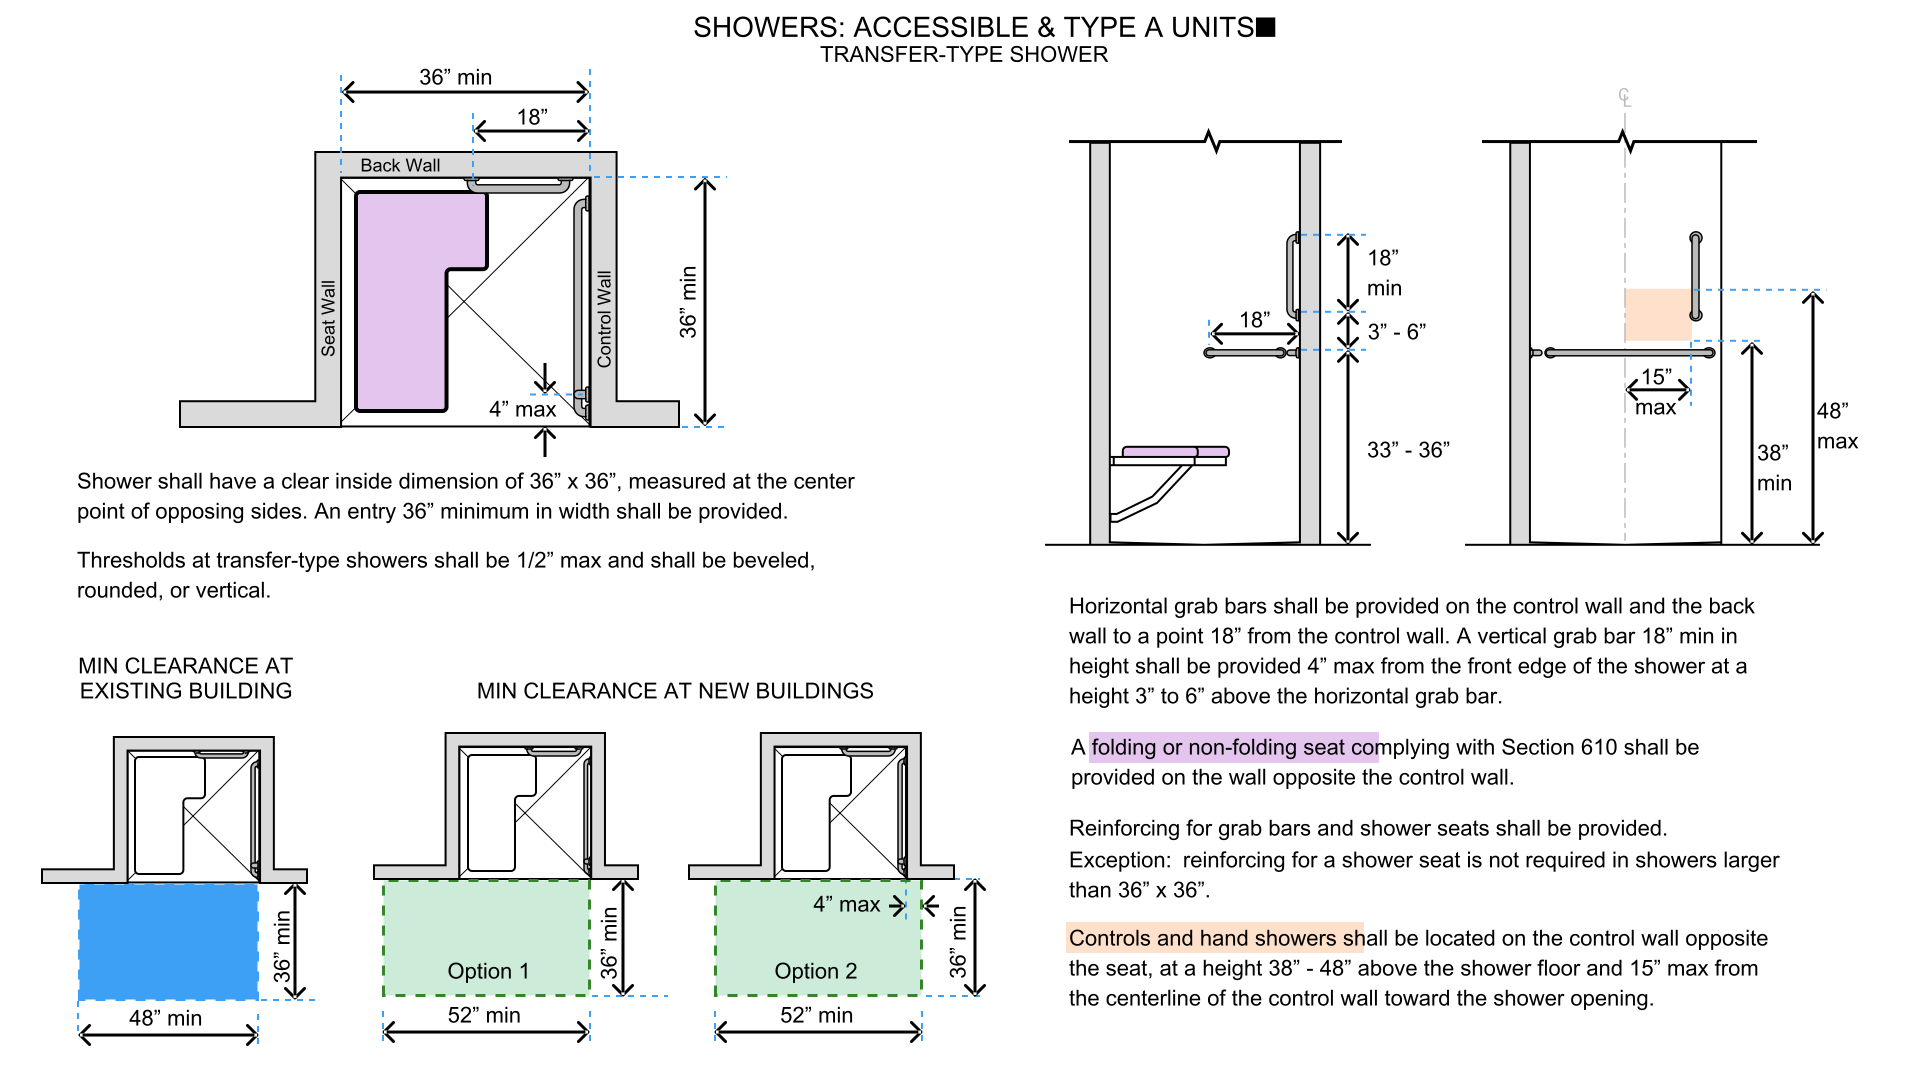 SHOWERS: ACCESSIBLE & TYPE A UNITS■
TRANSFER-TYPE SHOWER
36” min
18”
Back Wall
Seat Wall
Control Wall
36” min
4” max
Shower shall have a clear inside dimension of 36” x 36”, measured at the center
point of opposing sides. An entry 36” minimum in width shall be provided.
Thresholds at transfer-type showers shall be 1/2” max and shall be beveled,
rounded, or vertical.
MIN CLEARANCE AT
EXISTING BUILDING
36” min
48” min
MIN CLEARANCE AT NEW BUILDINGS
Option 1
36” min
52” min
4” max
Option 2
36” min
52” min
18”
18”
min
3” - 6”
33” - 36”
℄
15”
max
38”
min
48”
max
Horizontal grab bars shall be provided on the control wall and the back
wall to a point 18” from the control wall. A vertical grab bar 18” min in
height shall be provided 4” max from the front edge of the shower at a
height 3” to 6” above the horizontal grab bar.
A folding or non-folding seat complying with Section 610 shall be
provided on the wall opposite the control wall.
Reinforcing for grab bars and shower seats shall be provided.
Exception:  reinforcing for a shower seat is not required in showers larger
than 36” x 36”.
Controls and hand showers shall be located on the control wall opposite
the seat, at a height 38” - 48” above the shower floor and 15” max from
the centerline of the control wall toward the shower opening.